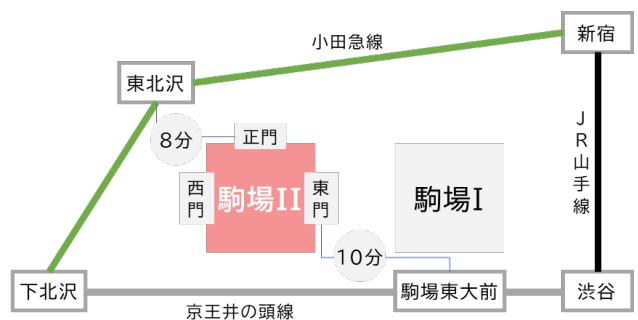 新宿
小田急線
東北沢
JR山手線
8分
正門
西門
駒場II
東門
駒場I
10分
下北沢
駒場東大前
渋谷
京王井の頭線